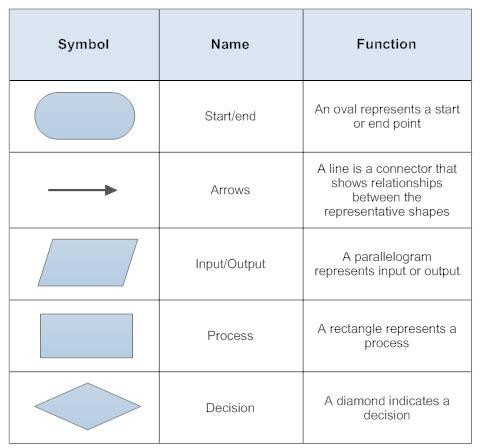 Symbol
Name
Function
Start/end
An oval represents a start
or end point
Arrows
A line is a connector that
shows relationships
between the
representative shapes
Input/Output
A parallelogram
represents input or output
Process
A rectangle represents a
process
Decision
A diamond indicates a
decision